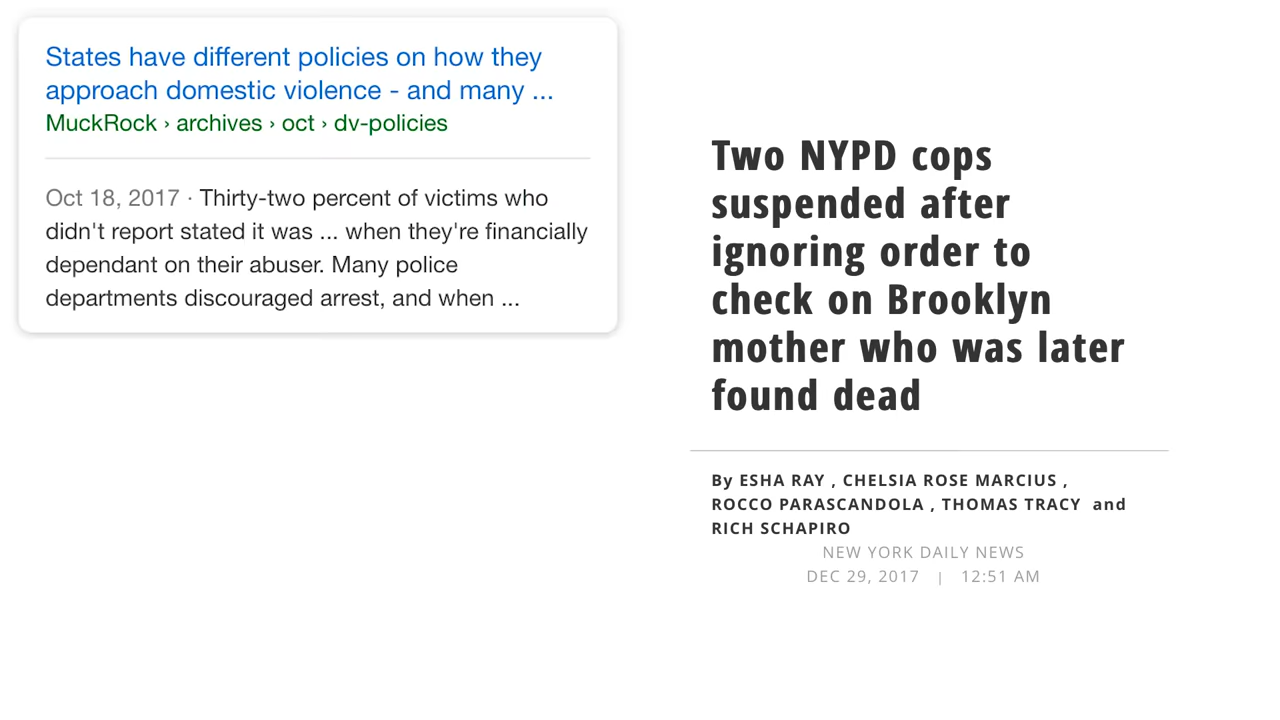 States have different policies on how they
approach domestic violence - and many ...
MuckRock › archives › oct › dv-policies
Oct 18, 2017 · Thirty-two percent of victims who
didn't report stated it was ... when they're financially
dependant on their abuser. Many police
departments discouraged arrest, and when ...
Two NYPD cops
suspended after
ignoring order to
check on Brooklyn
mother who was later
found dead
By ESHA RAY , CHELSIA ROSE MARCIUS ,
ROCCO PARASCANDOLA , THOMAS TRACY and
RICH SCHAPIRO
NEW YORK DAILY NEWS
DEC 29, 2017 | 12:51 AM